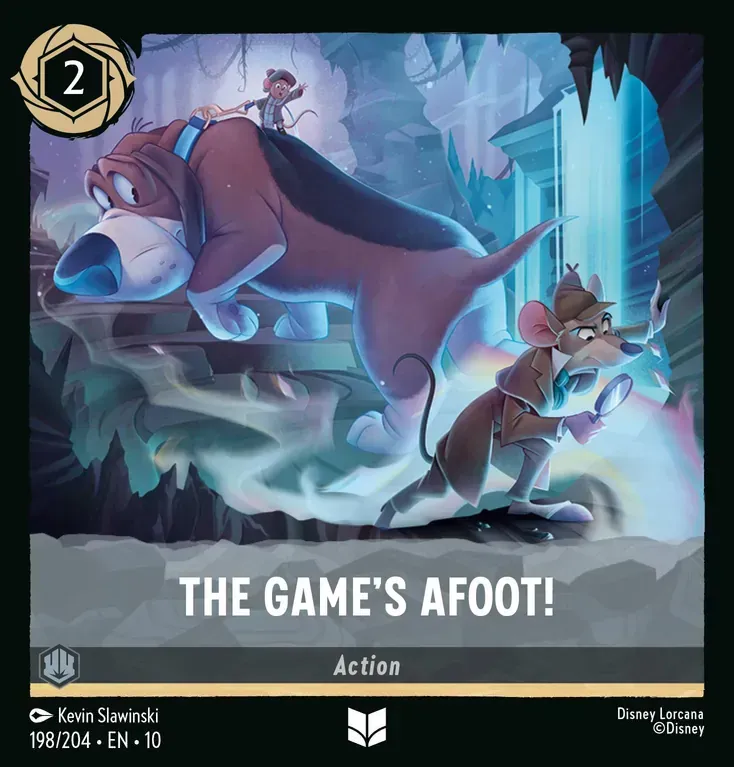 2
THE GAME'S AFOOT!
Action
Kevin Slawinski
Disney Lorcana
198/204 • EN • 10
©Disney